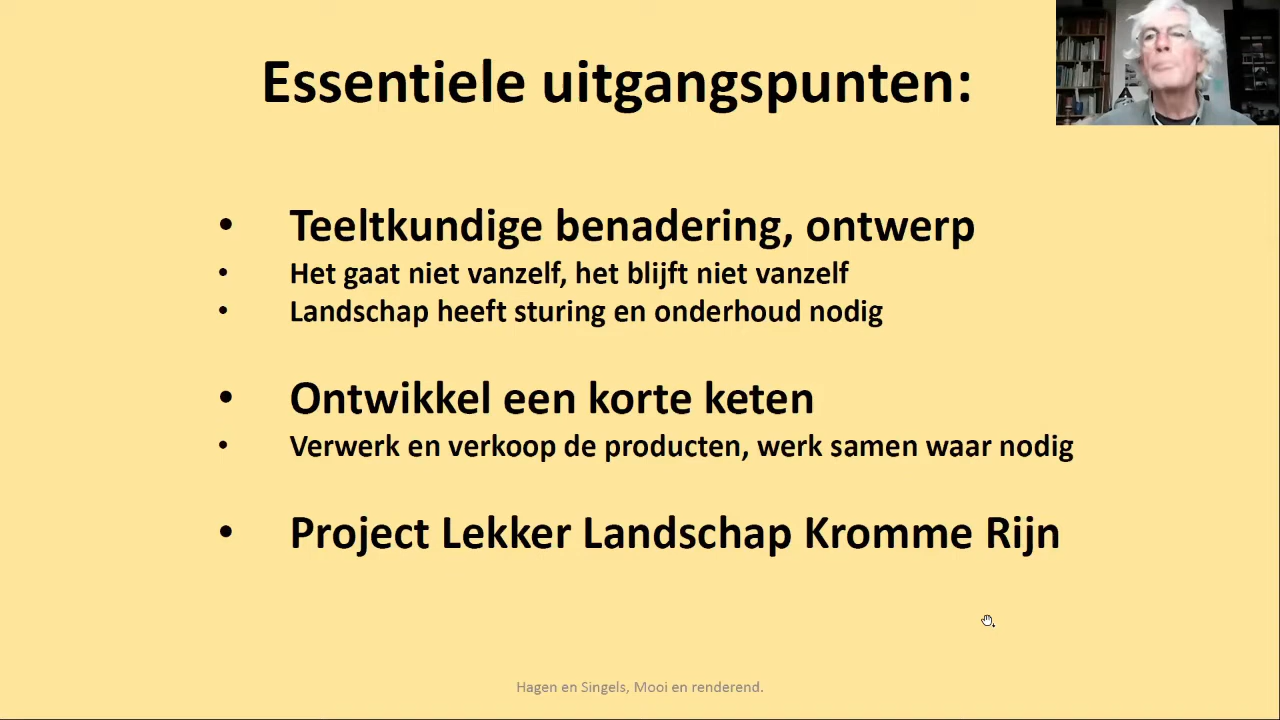 Essentiele uitgangspunten:
• Teeltkundige benadering, ontwerp
• Het gaat niet vanzelf, het blijft niet vanzelf
• Landschap heeft sturing en onderhoud nodig
• Ontwikkel een korte keten
• Verwerk en verkoop de producten, werk samen waar nodig
• Project Lekker Landschap Kromme Rijn
Hagen en Singels, Mooi en renderend.